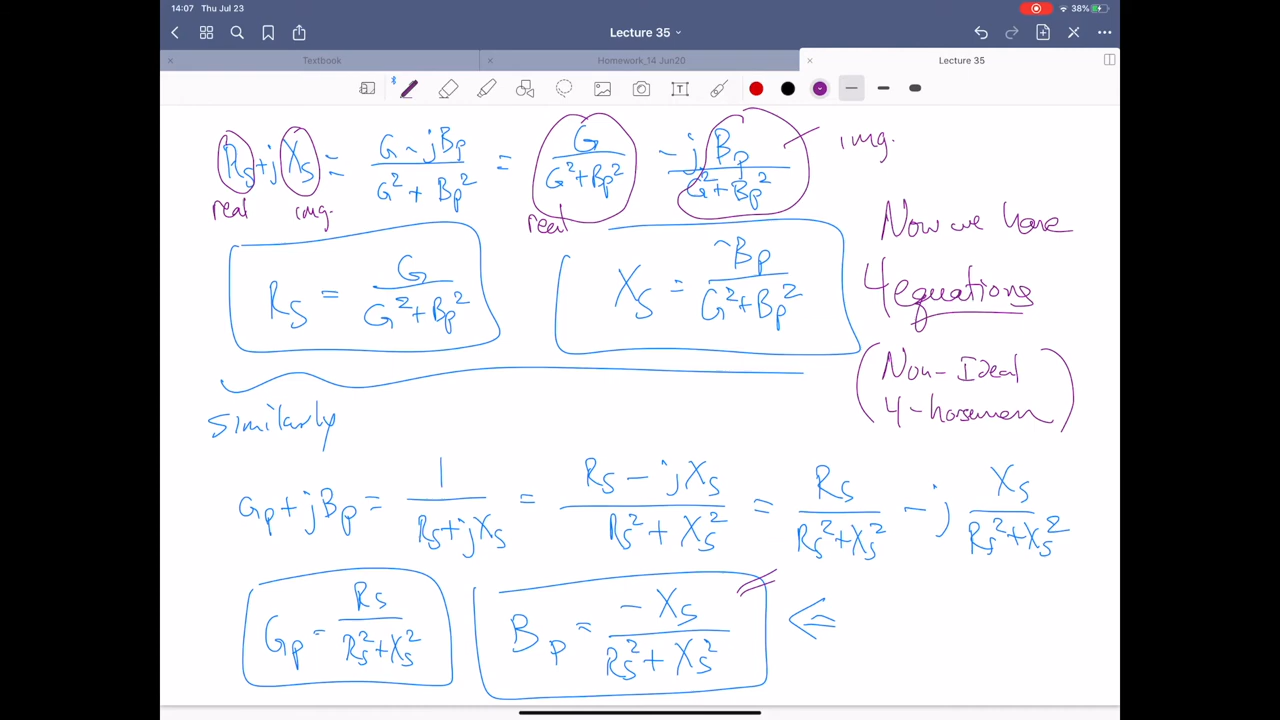 14:07 Thu Jul 23
38%
Lecture 35
Textbook
Homework_14 Jun20
Lecture 35
Rs+jXs = G-jBp / G²+Bp² = G / G²+Bp² -j Bp / G²+Bp²
img.
real
img.
real
Now we have
4 equations
Rs = G / G²+Bp²
Xs = -Bp / G²+Bp²
(Non-Ideal
4-horsemen)
Similarly
Gp+jBp = 1 / Rs+jXs = Rs-jXs / Rs²+Xs² = Rs / Rs²+Xs² -j Xs / Rs²+Xs²
Gp = Rs / Rs²+Xs²
Bp = -Xs / Rs²+Xs² <=